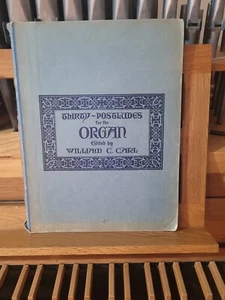 THIRTY-POSTLUDES
for the
ORGAN
Edited by
WILLIAM C. CARL